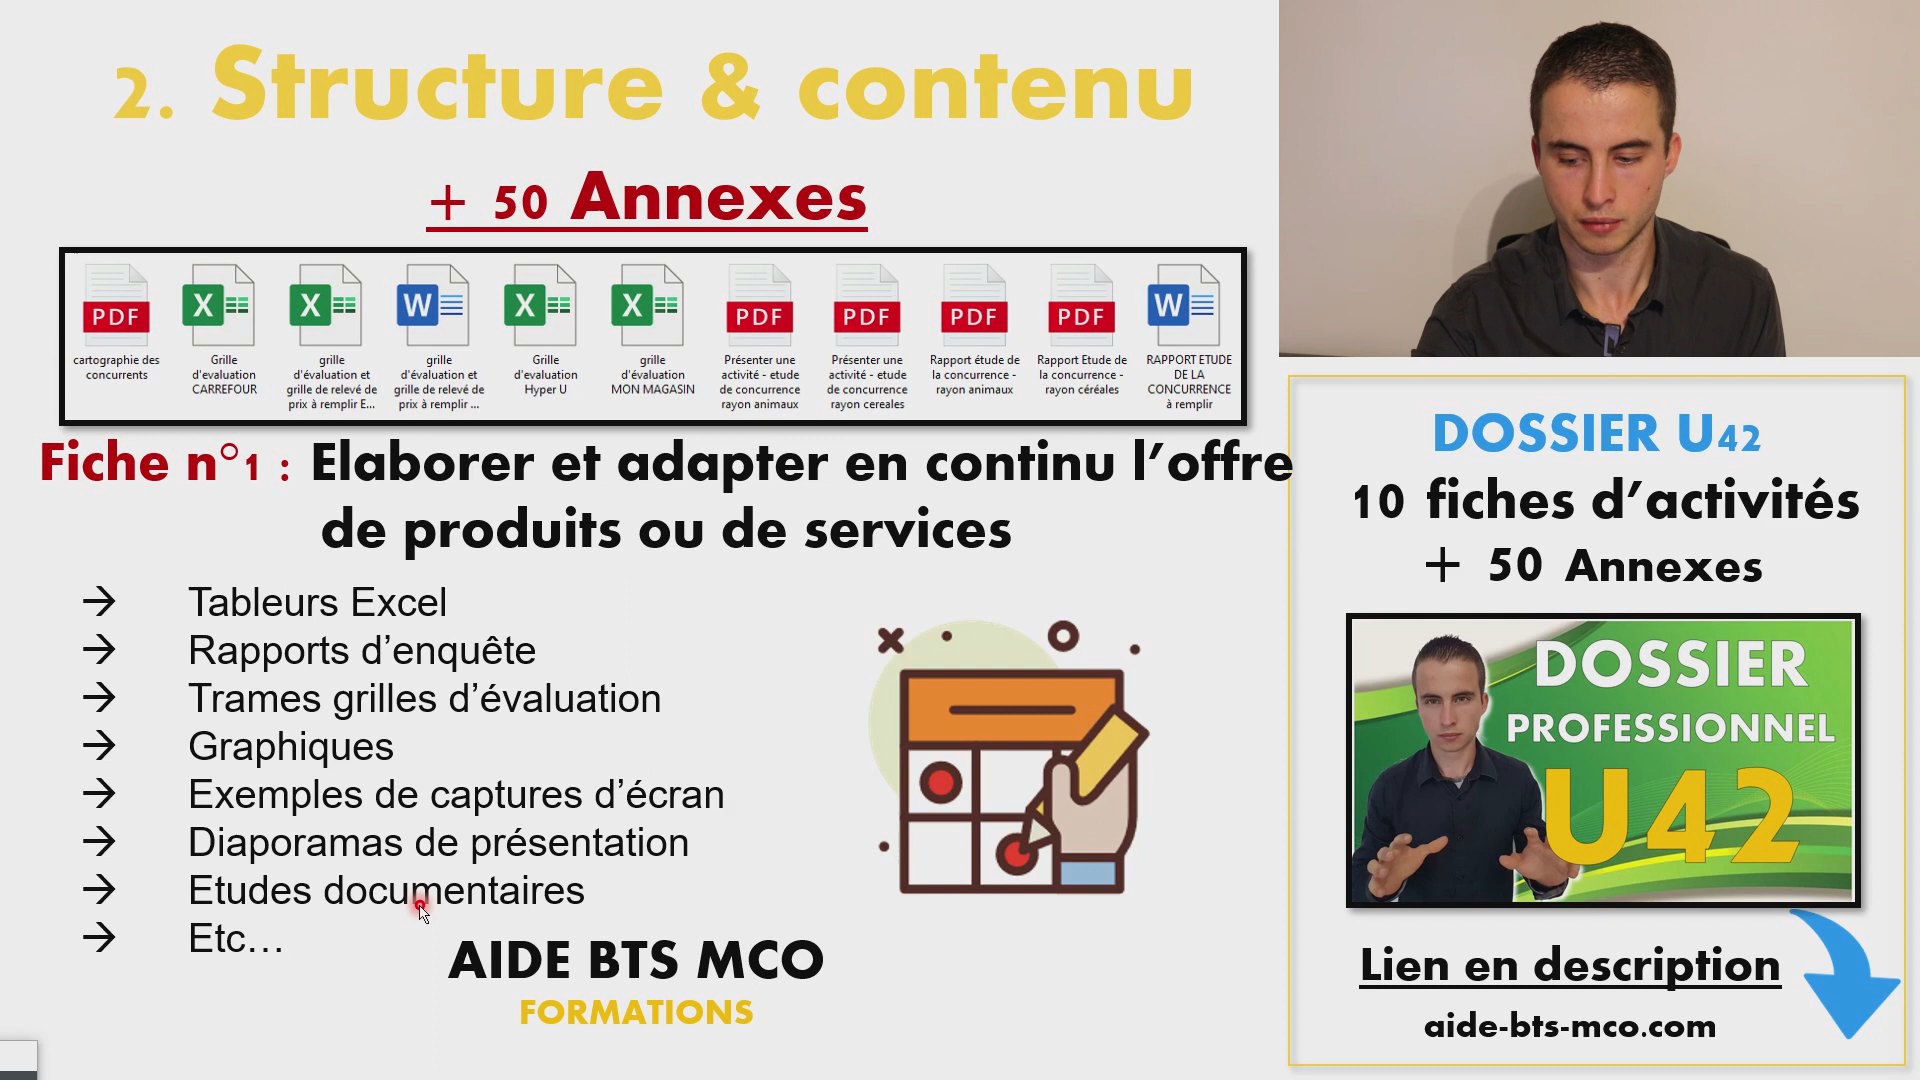 2. Structure & contenu
+ 50 Annexes
PDF
X
X
W
X
X
PDF
PDF
PDF
PDF
W
cartographie des
concurrents
Grille
d'evaluation
CARREFOUR
grille
d'évaluation et
grille de relevé de
prix à remplir E...
grille
d'évaluation et
grille de relevé de
prix à remplir ...
Grille
d'evaluation
Hyper U
grille
d'évaluation
MON MAGASIN
Présenter une
activité - etude
de concurrence
rayon animaux
Présenter une
activité - etude
de concurrence
rayon cereales
Rapport étude de
la concurrence -
rayon animaux
Rapport Etude de
la concurrence -
rayon céréales
RAPPORT ETUDE
DE LA
CONCURRENCE
à remplir
Fiche n°1 : Elaborer et adapter en continu l'offre
de produits ou de services
→ Tableurs Excel
→ Rapports d'enquête
→ Trames grilles d'évaluation
→ Graphiques
→ Exemples de captures d'écran
→ Diaporamas de présentation
→ Etudes documentaires
→ Etc...
AIDE BTS MCO
FORMATIONS
DOSSIER U42
10 fiches d'activités
+ 50 Annexes
DOSSIER
PROFESSIONNEL
U42
Lien en description
aide-bts-mco.com